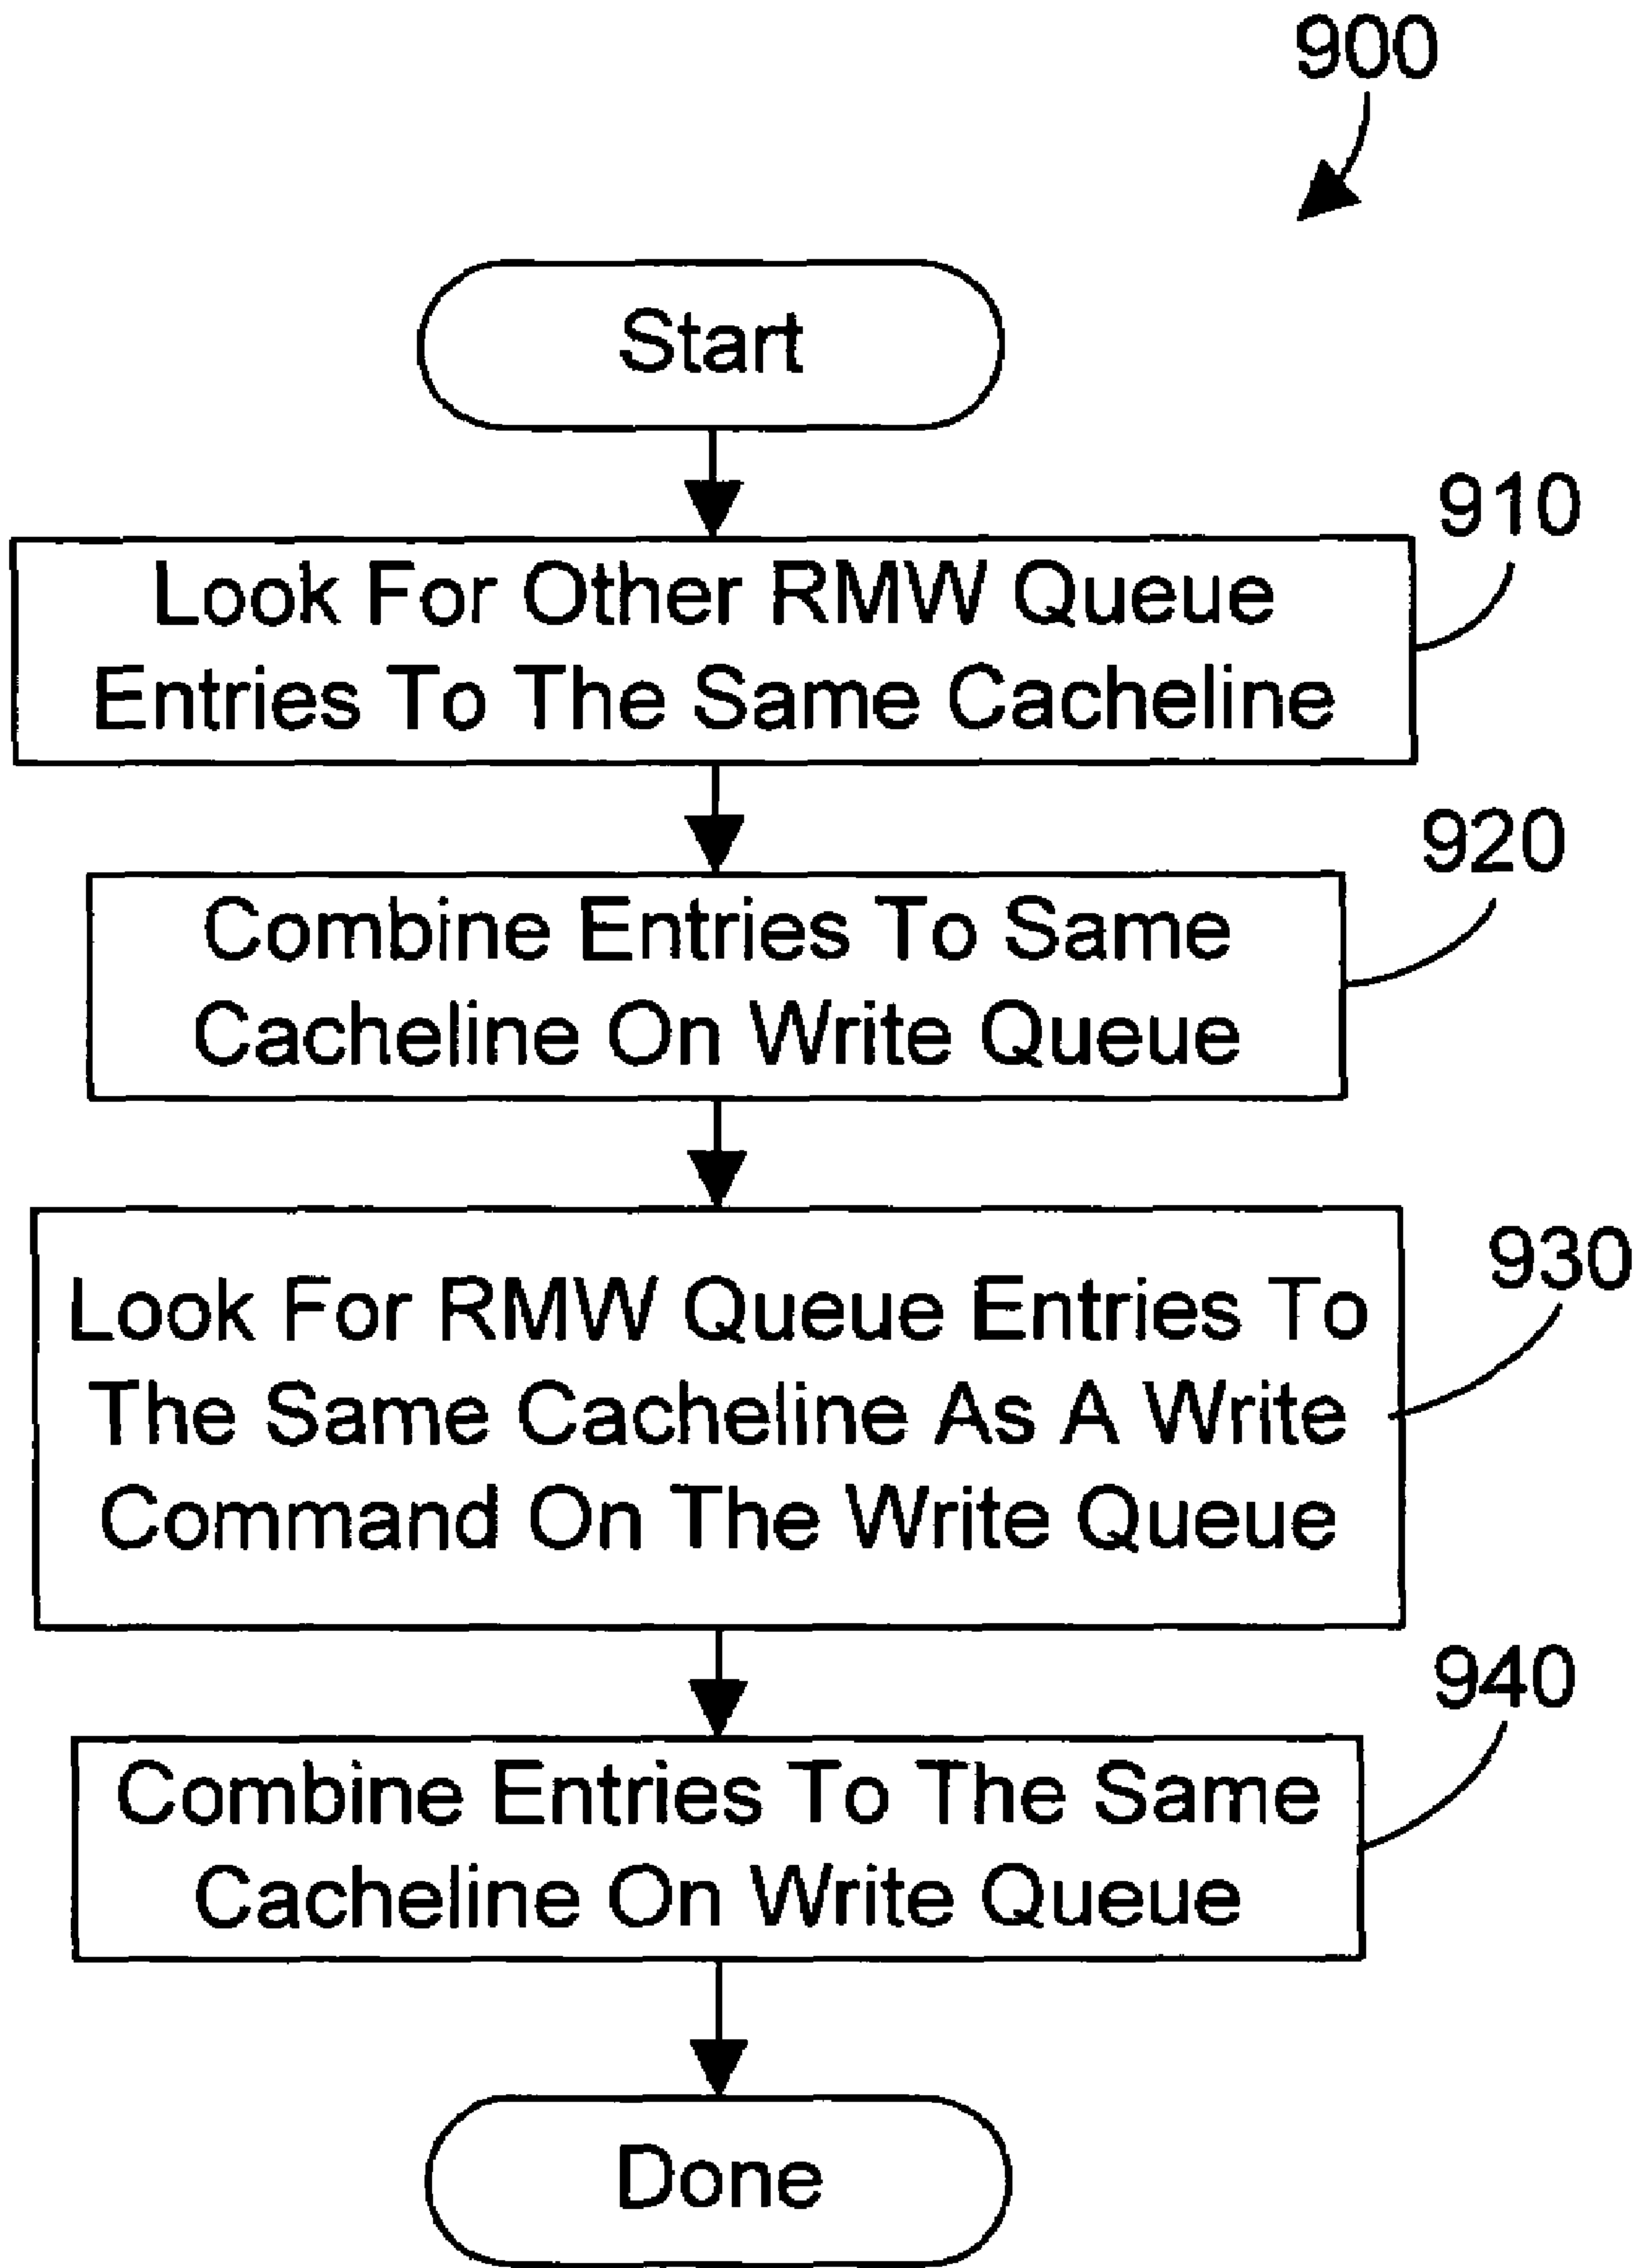 900
Start
910
Look For Other RMW Queue
Entries To The Same Cacheline
920
Combine Entries To Same
Cacheline On Write Queue
930
Look For RMW Queue Entries To
The Same Cacheline As A Write
Command On The Write Queue
940
Combine Entries To The Same
Cacheline On Write Queue
Done